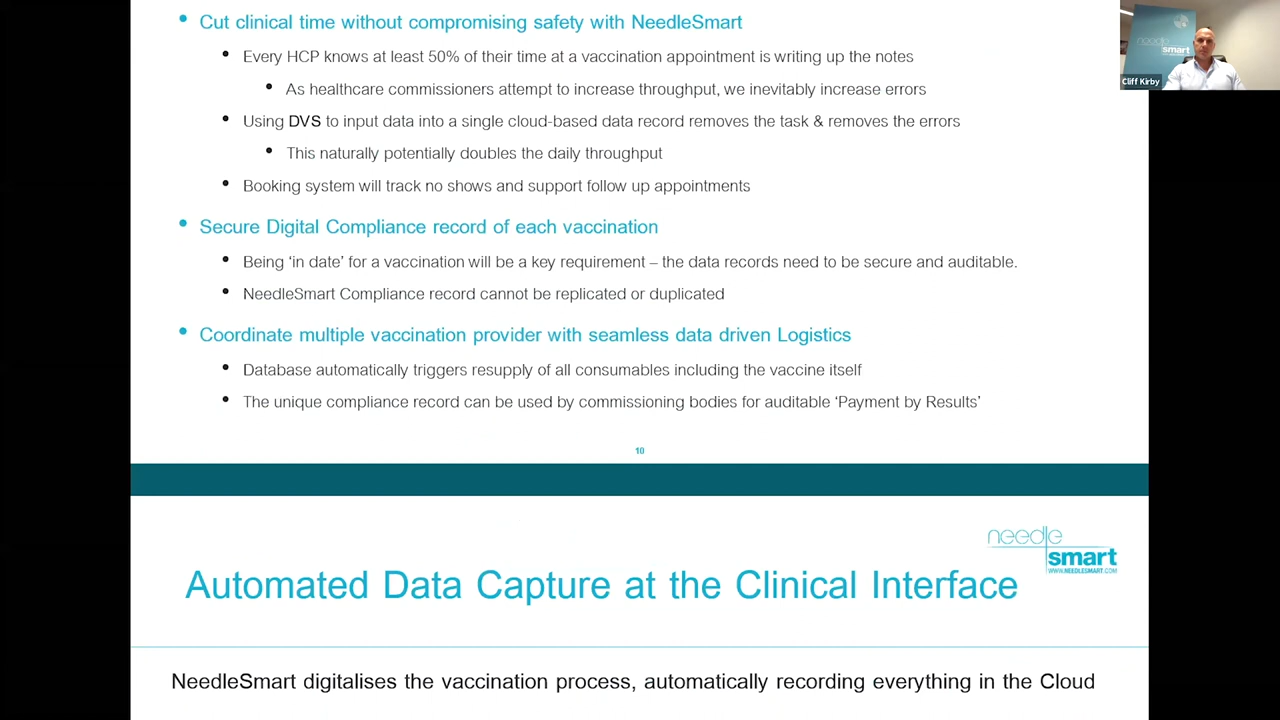 Cut clinical time without compromising safety with NeedleSmart
Every HCP knows at least 50% of their time at a vaccination appointment is writing up the notes
As healthcare commissioners attempt to increase throughput, we inevitably increase errors
Using DVS to input data into a single cloud-based data record removes the task & removes the errors
This naturally potentially doubles the daily throughput
Booking system will track no shows and support follow up appointments
Secure Digital Compliance record of each vaccination
Being ‘in date’ for a vaccination will be a key requirement – the data records need to be secure and auditable.
NeedleSmart Compliance record cannot be replicated or duplicated
Coordinate multiple vaccination provider with seamless data driven Logistics
Database automatically triggers resupply of all consumables including the vaccine itself
The unique compliance record can be used by commissioning bodies for auditable ‘Payment by Results’
10
needle
smart
WWW.NEEDLESMART.COM
Automated Data Capture at the Clinical Interface
NeedleSmart digitalises the vaccination process, automatically recording everything in the Cloud
needle
smart
Cliff Kirby